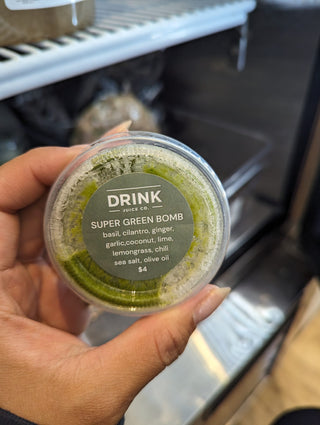 DRINK
JUICE CO.
SUPER GREEN BOMB
basil, cilantro, ginger,
garlic,coconut, lime,
lemongrass, chili
sea salt, olive oil
$4